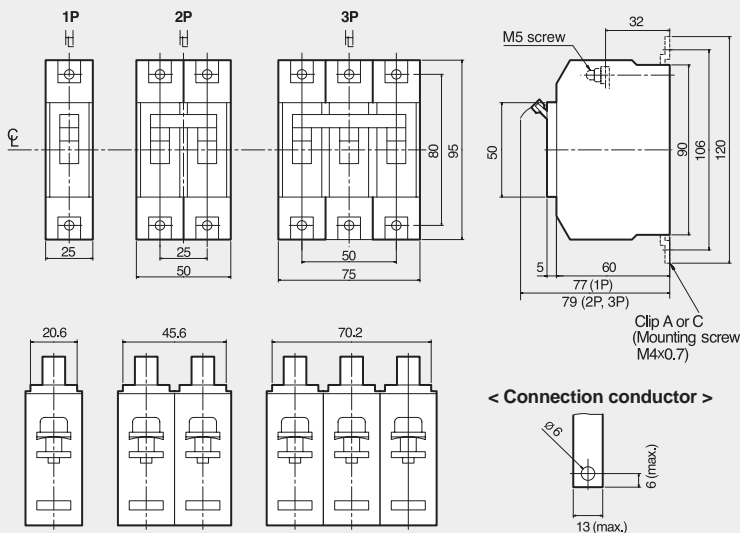 1P 2P 3P
32
M5 screw
℄
50
80
95
90
106
120
25
25
50
50
75
5
60
77 (1P)
79 (2P, 3P)
Clip A or C
(Mounting screw
M4x0.7)
20.6
45.6
70.2
< Connection conductor >
ø6
6 (max.)
13 (max.)